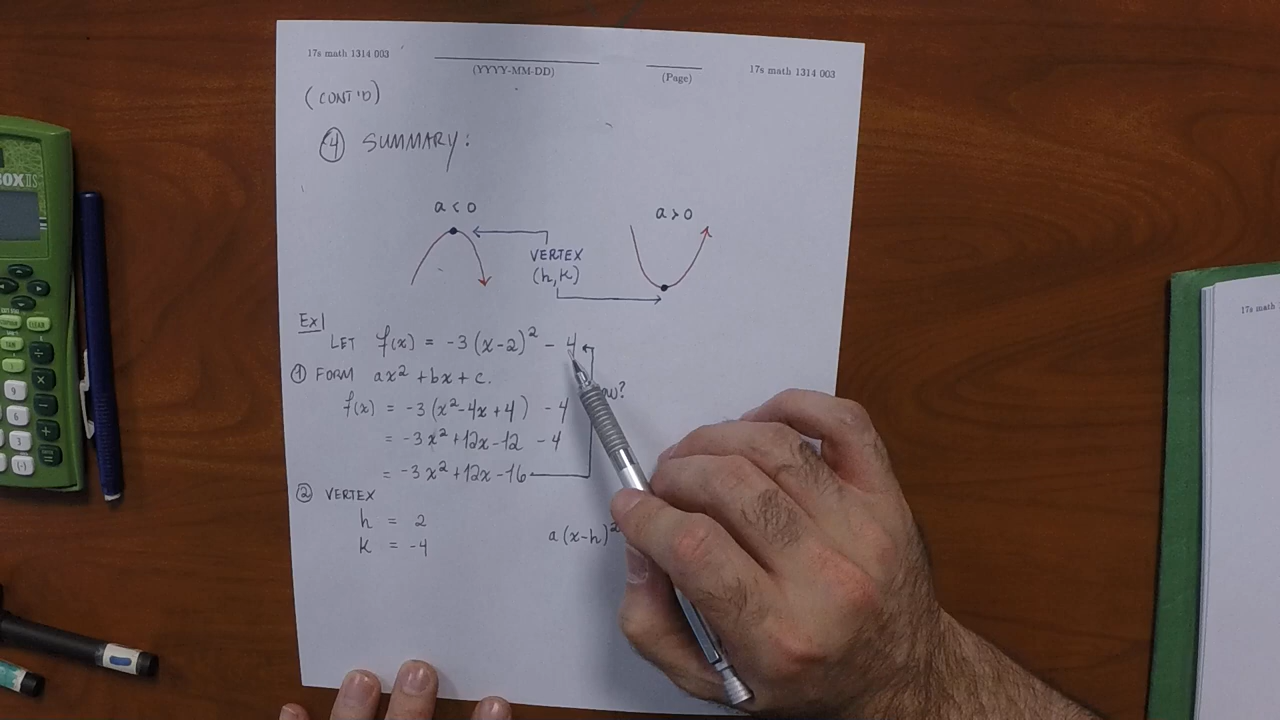 17s math 1314 003
(YYYY-MM-DD)
(Page)
17s math 1314 003
(CONT'D)
④ SUMMARY:
a < 0
a > 0
VERTEX
(h,K)
Ex1
LET f(x) = -3(x-2)² - 4
① FORM ax² + bx + c.
f(x) = -3(x²-4x+4) - 4
= -3x²+12x-12 - 4
= -3x²+12x-16
② VERTEX
h = 2
K = -4
a(x-h)²
17s m